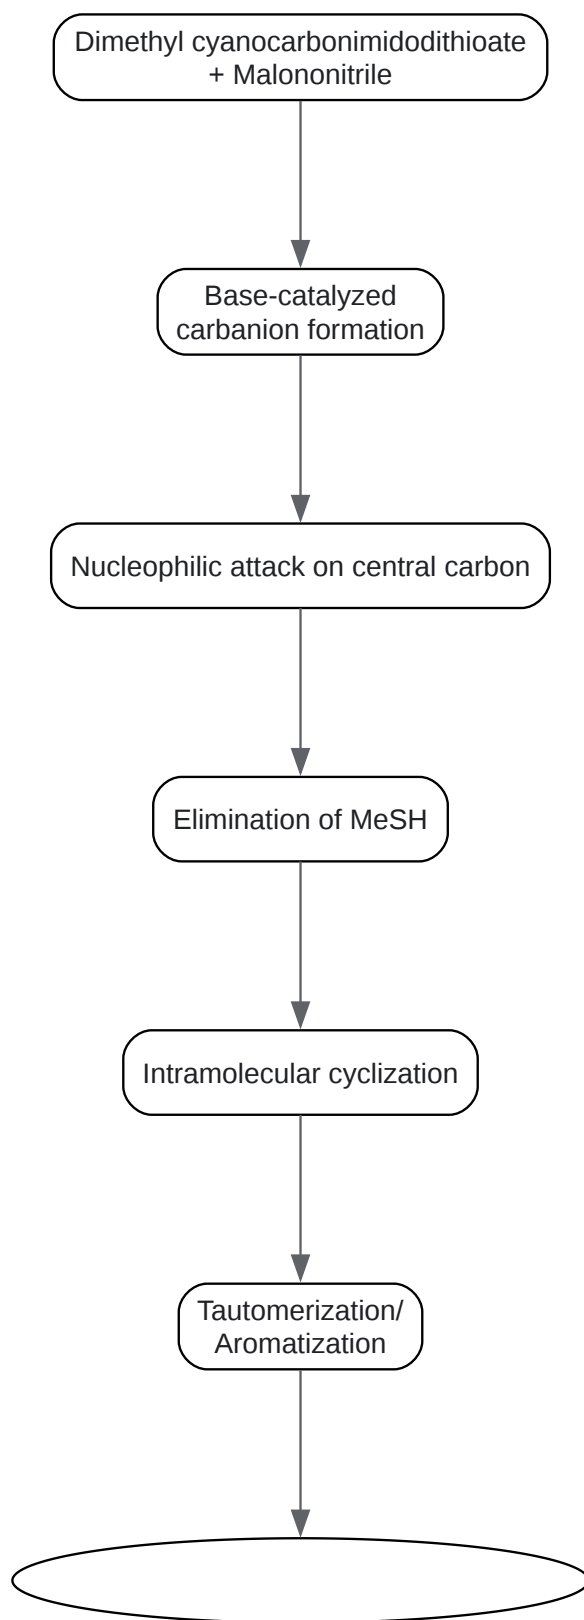 Dimethyl cyanocarbonimidodithioate
+ Malononitrile
Base-catalyzed
carbanion formation
Nucleophilic attack on central carbon
Elimination of MeSH
Intramolecular cyclization
Tautomerization/
Aromatization